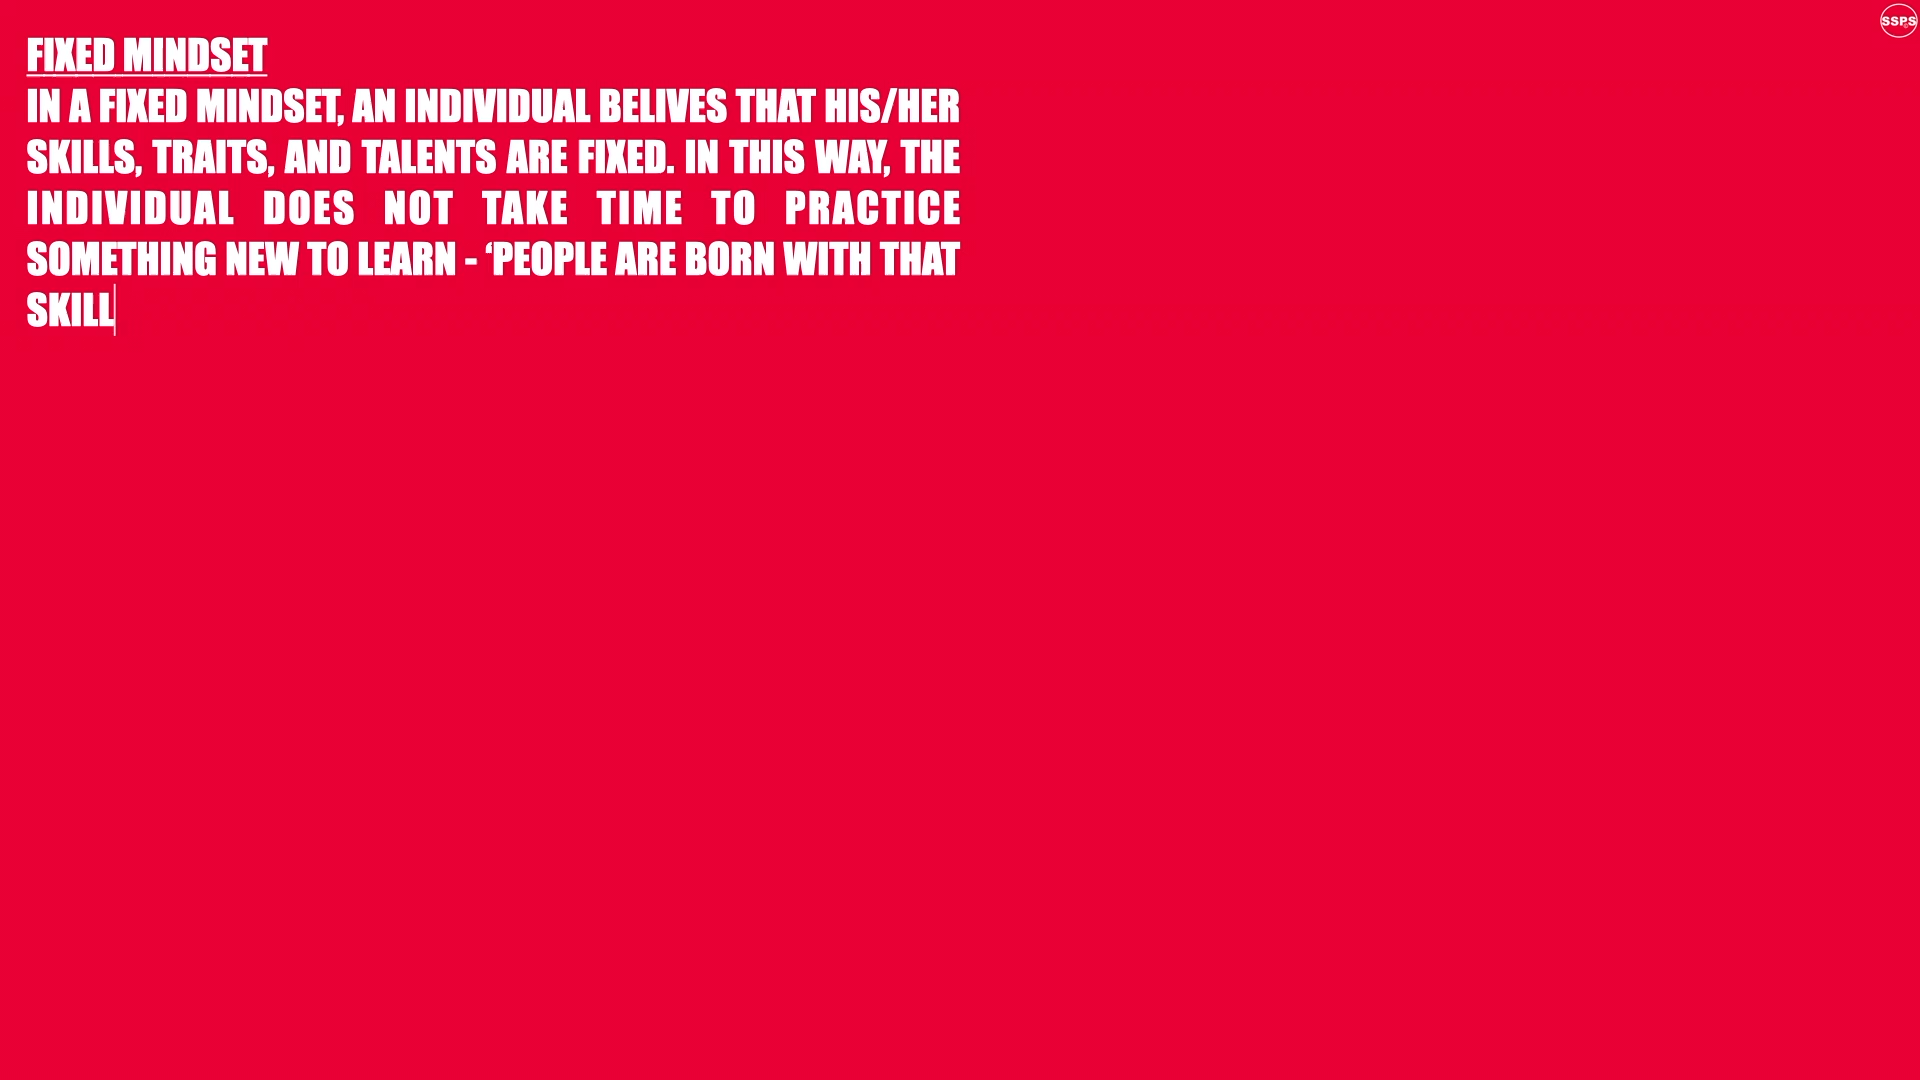 SSPS
FIXED MINDSET
IN A FIXED MINDSET, AN INDIVIDUAL BELIVES THAT HIS/HER
SKILLS, TRAITS, AND TALENTS ARE FIXED. IN THIS WAY, THE
INDIVIDUAL DOES NOT TAKE TIME TO PRACTICE
SOMETHING NEW TO LEARN - ‘PEOPLE ARE BORN WITH THAT
SKILL